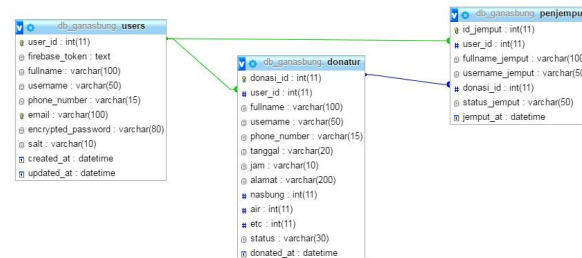 db_ganasbung users
user_id : int(11)
firebase_token : text
fullname : varchar(100)
username : varchar(50)
phone_number : varchar(15)
email : varchar(100)
encrypted_password : varchar(80)
salt : varchar(10)
created_at : datetime
updated_at : datetime
db_ganasbung donatur
donasi_id : int(11)
user_id : int(11)
fullname : varchar(100)
username : varchar(50)
phone_number : varchar(15)
tanggal : varchar(20)
jam : varchar(10)
alamat : varchar(200)
nasbung : int(11)
air : int(11)
etc : int(11)
status : varchar(30)
donated_at : datetime
db_ganasbung penjempu
id_jemput : int(11)
user_id : int(11)
fullname_jemput : varchar(100
username_jemput : varchar(50
donasi_id : int(11)
status_jemput : varchar(50)
jemput_at : datetime